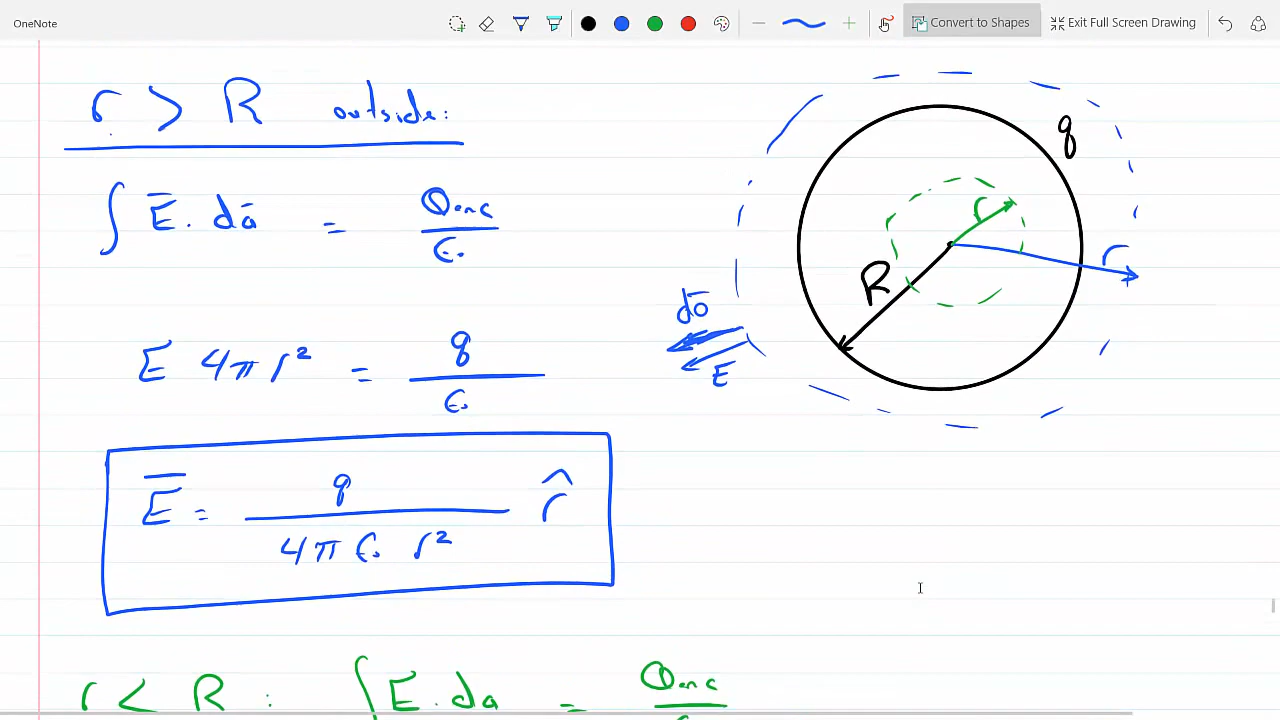 OneNote
Convert to Shapes
Exit Full Screen Drawing
r > R outside:
∫ E̅ . da̅ = Qenc / ε₀
E 4π r² = q / ε₀
E̅ = q / 4π ε₀ r² r̂
q
r
r
R
da̅
E
r < R : ∫ E . da = Qenc